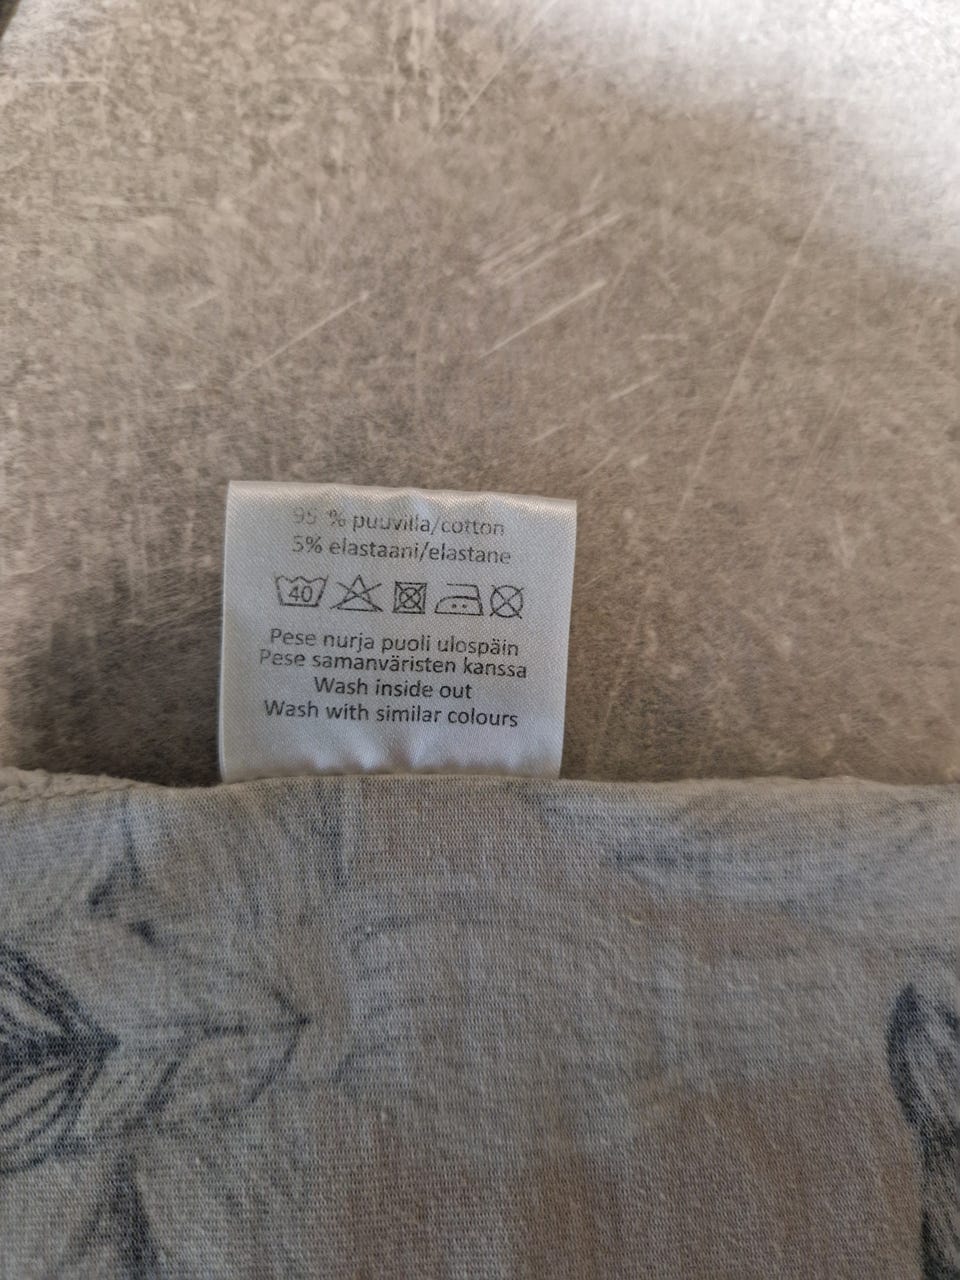 95 % puuvilla/cotton
5% elastaani/elastane
40
Pese nurja puoli ulospäin
Pese samanväristen kanssa
Wash inside out
Wash with similar colours